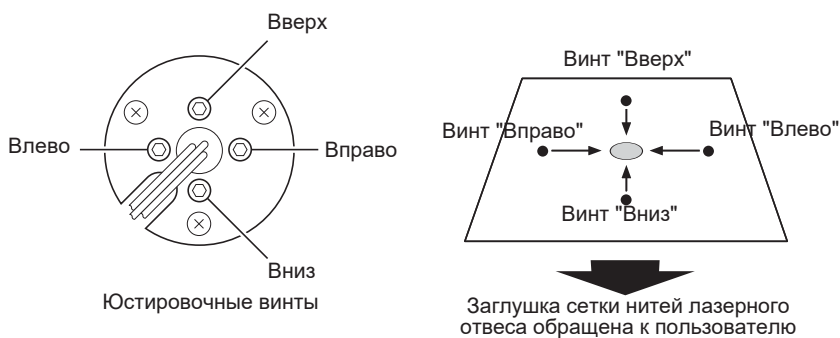 Вверх
Влево
Вправо
Вниз
Юстировочные винты
Винт "Вверх"
Винт "Вправо"
Винт "Влево"
Винт "Вниз"
Заглушка сетки нитей лазерного
отвеса обращена к пользователю